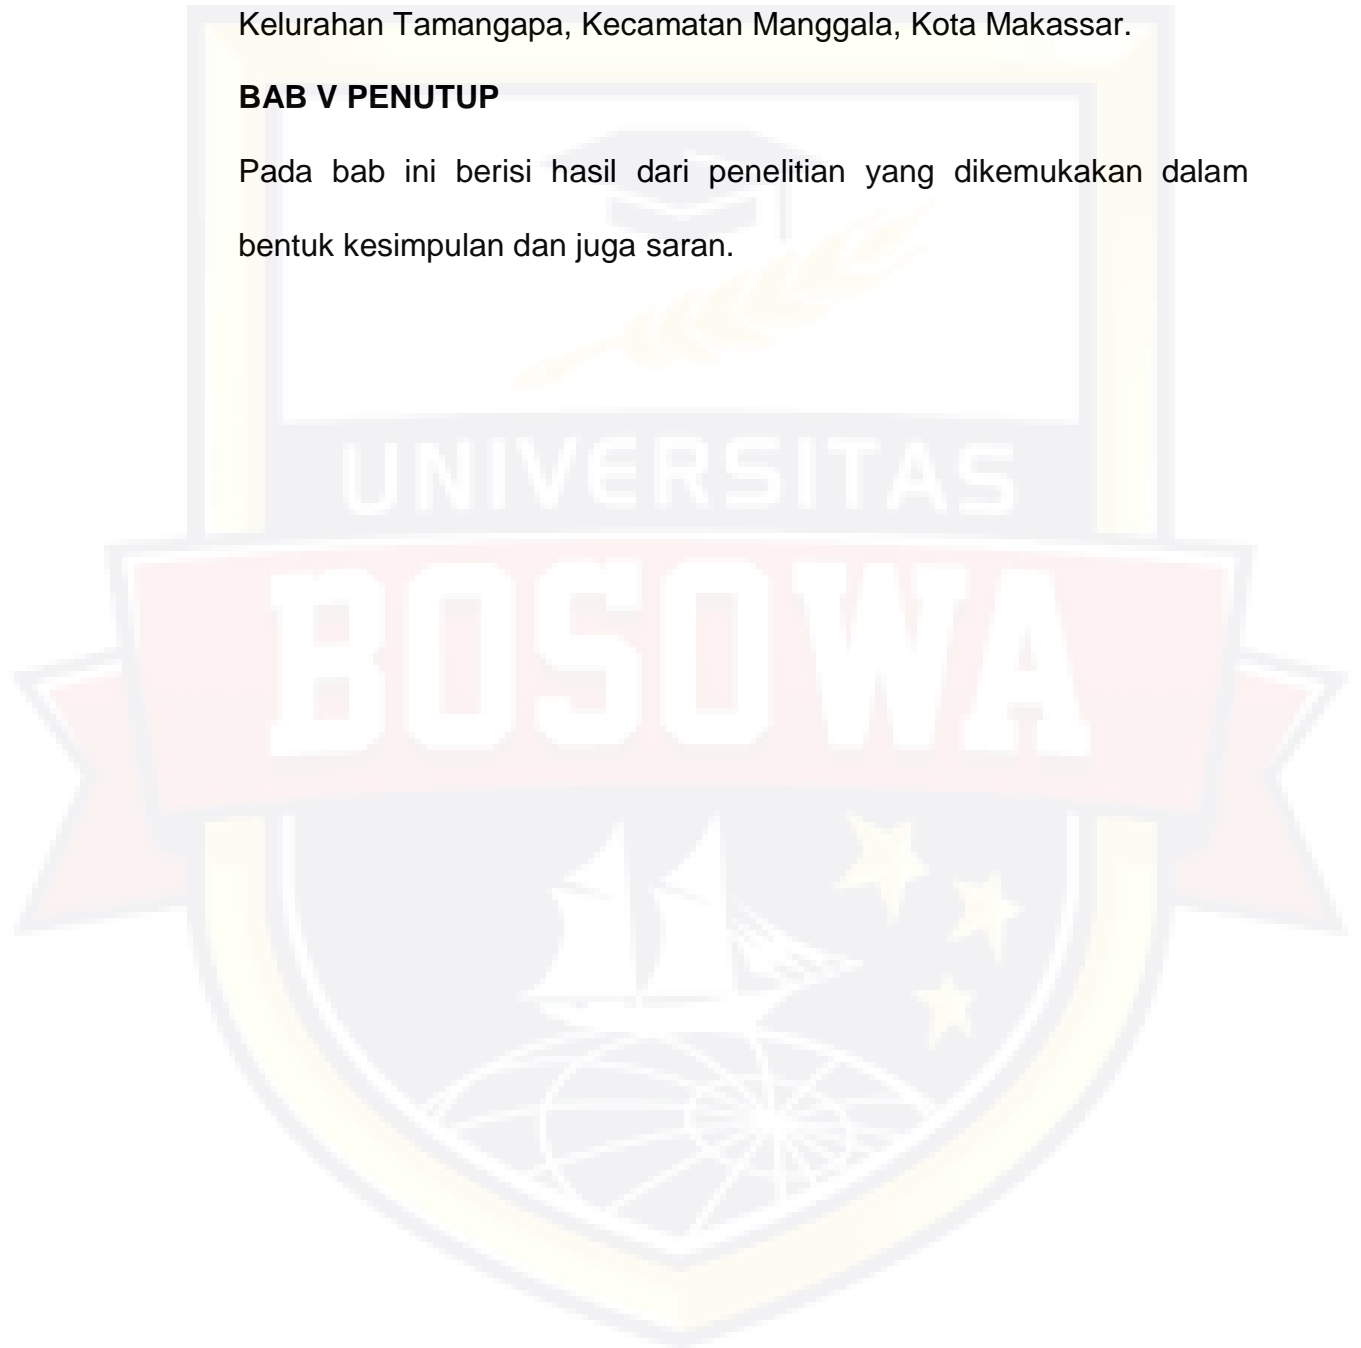 Kelurahan Tamangapa, Kecamatan Manggala, Kota Makassar.
BAB V PENUTUP
Pada bab ini berisi hasil dari penelitian yang dikemukakan dalam
bentuk kesimpulan dan juga saran.
UNIVERSITAS
BOSOWA